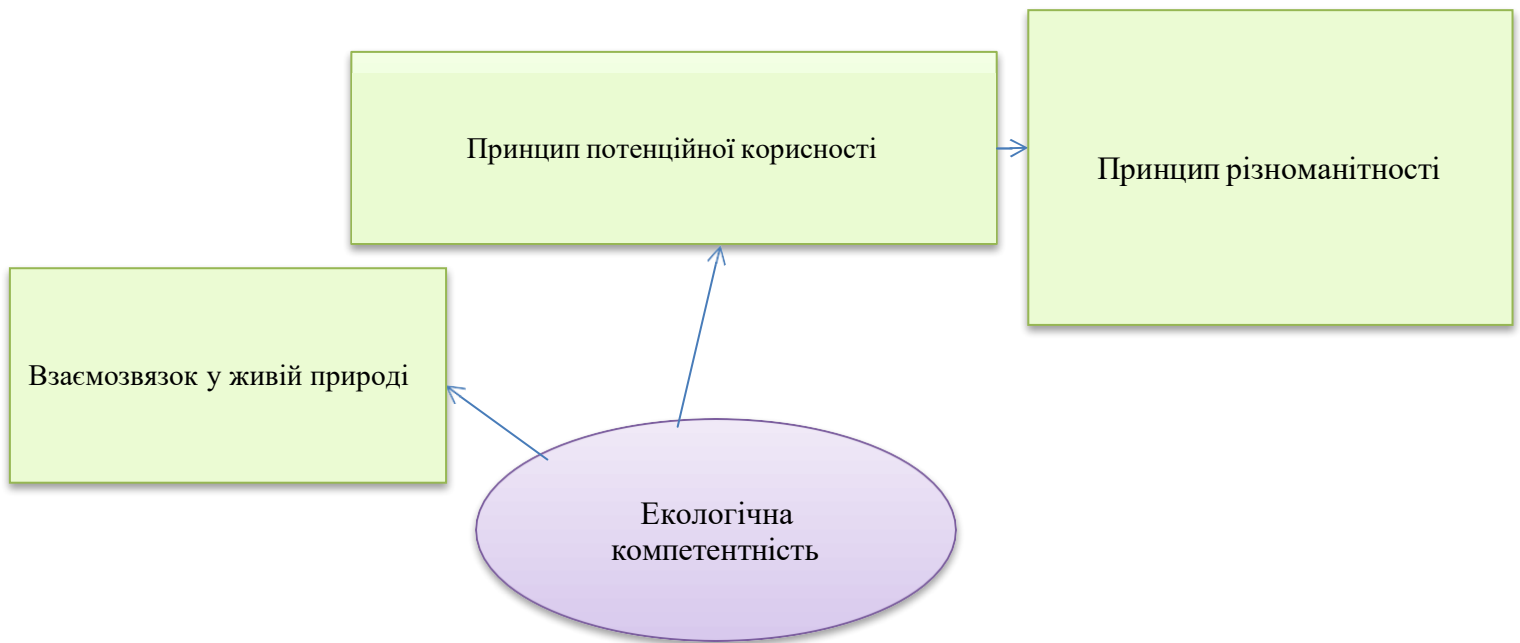 Принцип потенційної корисності
Принцип різноманітності
Взаємозвязок у живій природі
Екологічна
компетентність